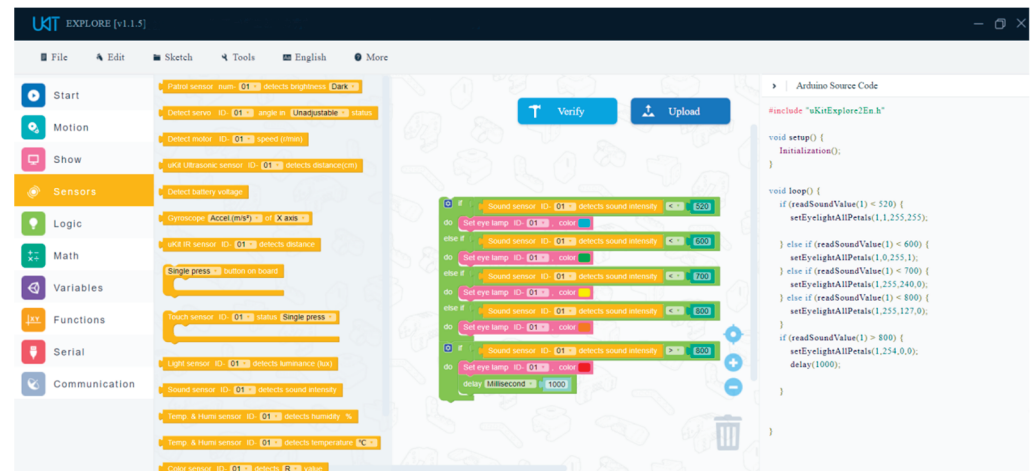 UKIT EXPLORE [v1.1.5]
File Edit Sketch Tools English More
Start
Motion
Show
Sensors
Logic
Math
Variables
Functions
Serial
Communication
Patrol sensor num- 01 detects brightness Dark
Detect servo ID- 01 angle in Unadjustable status
Detect motor ID- 01 speed (r/min)
uKit Ultrasonic sensor ID- 01 detects distance(cm)
Detect battery voltage
Gymscope Accel.(m/s²) of X axis
uKit IR sensor ID- 01 detects distance
Single press button on board
Touch sensor ID- 01 status Single press
Light sensor ID- 01 detects luminance (lux)
Sound sensor ID- 01 detects sound intensity
Temp. & Humi sensor ID- 01 detects humidity %
Temp. & Humi sensor ID- 01 detects temperature ℃
Color sensor ID- 01 detects R value
Verify Upload
if Sound sensor ID- 01 detects sound intensity < 520
do Set eye lamp ID- 01 , color
else if Sound sensor ID- 01 detects sound intensity < 600
do Set eye lamp ID- 01 , color
else if Sound sensor ID- 01 detects sound intensity < 700
do Set eye lamp ID- 01 , color
else if Sound sensor ID- 01 detects sound intensity < 800
do Set eye lamp ID- 01 , color
if Sound sensor ID- 01 detects sound intensity > 800
do Set eye lamp ID- 01 , color
delay Millisecond 1000
Arduino Source Code
#include "uKitExplore2En.h"
void setup() {
Initialization();
}
void loop() {
if (readSoundValue(1) < 520) {
setEyelightAllPetals(1,1,255,255);
} else if (readSoundValue(1) < 600) {
setEyelightAllPetals(1,0,255,1);
} else if (readSoundValue(1) < 700) {
setEyelightAllPetals(1,255,240,0);
} else if (readSoundValue(1) < 800) {
setEyelightAllPetals(1,255,127,0);
}
if (readSoundValue(1) > 800) {
setEyelightAllPetals(1,254,0,0);
delay(1000);
}
}